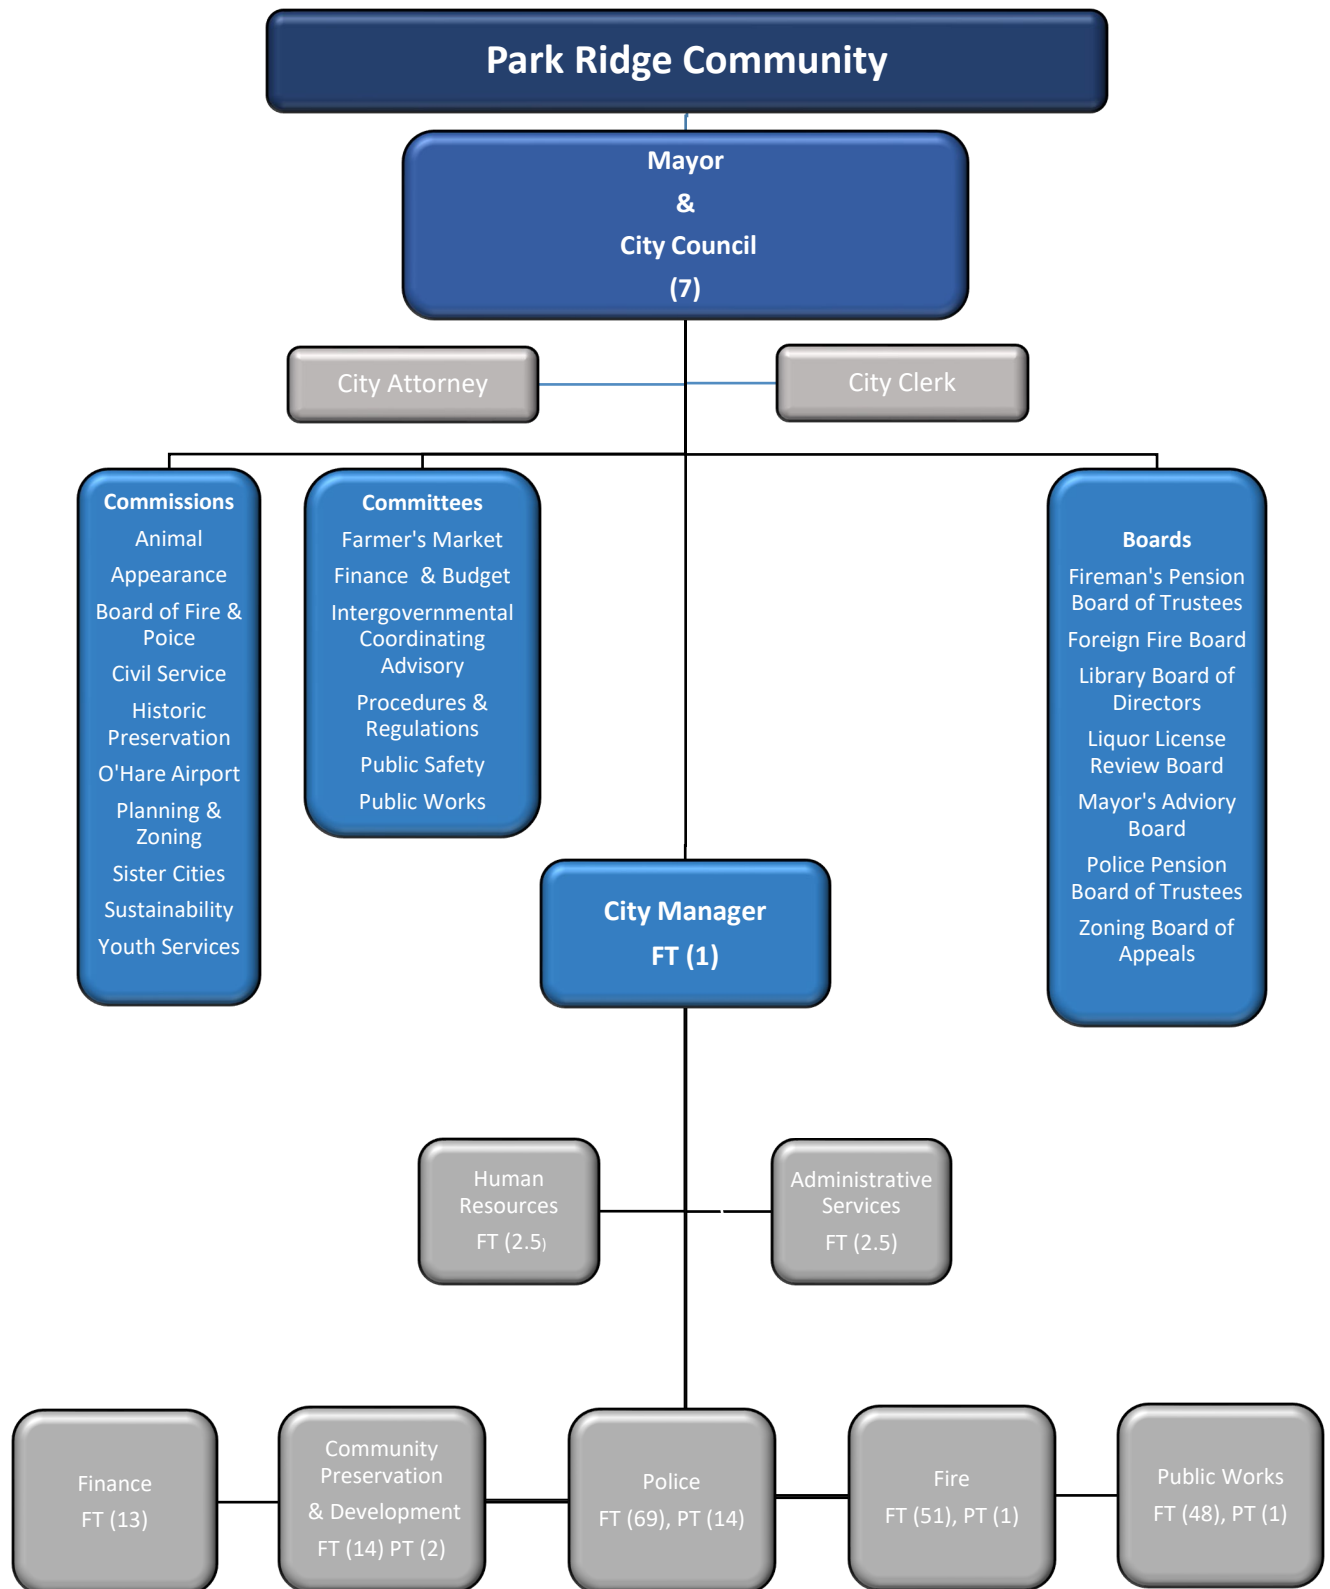 Park Ridge Community
Mayor
&
City Council
(7)
City Attorney
City Clerk
Commissions
Animal
Appearance
Board of Fire &
Poice
Civil Service
Historic
Preservation
O'Hare Airport
Planning &
Zoning
Sister Cities
Sustainability
Youth Services
Committees
Farmer's Market
Finance & Budget
Intergovernmental
Coordinating
Advisory
Procedures &
Regulations
Public Safety
Public Works
Boards
Fireman's Pension
Board of Trustees
Foreign Fire Board
Library Board of
Directors
Liquor License
Review Board
Mayor's Adviory
Board
Police Pension
Board of Trustees
Zoning Board of
Appeals
City Manager
FT (1)
Human
Resources
FT (2.5)
Administrative
Services
FT (2.5)
Finance
FT (13)
Community
Preservation
& Development
FT (14) PT (2)
Police
FT (69), PT (14)
Fire
FT (51), PT (1)
Public Works
FT (48), PT (1)